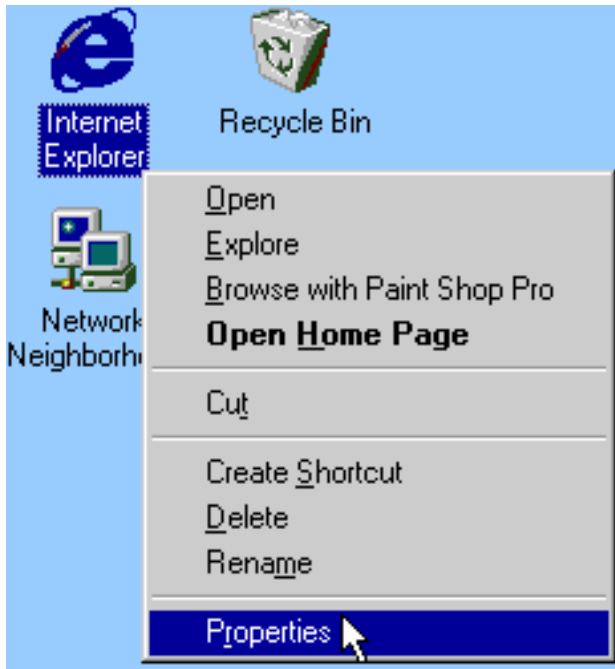 Internet
Explorer
Recycle Bin
Network
Open
Explore
Browse with Paint Shop Pro
Open Home Page
Cut
Create Shortcut
Delete
Rename
Properties